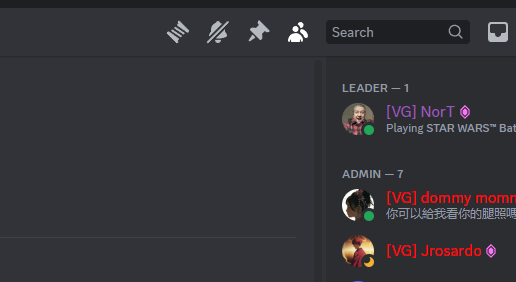 Search
LEADER — 1
[VG] NorT
Playing STAR WARS™ Bat
ADMIN — 7
[VG] dommy momm
你可以給我看你的腿照嗎
[VG] Jrosardo